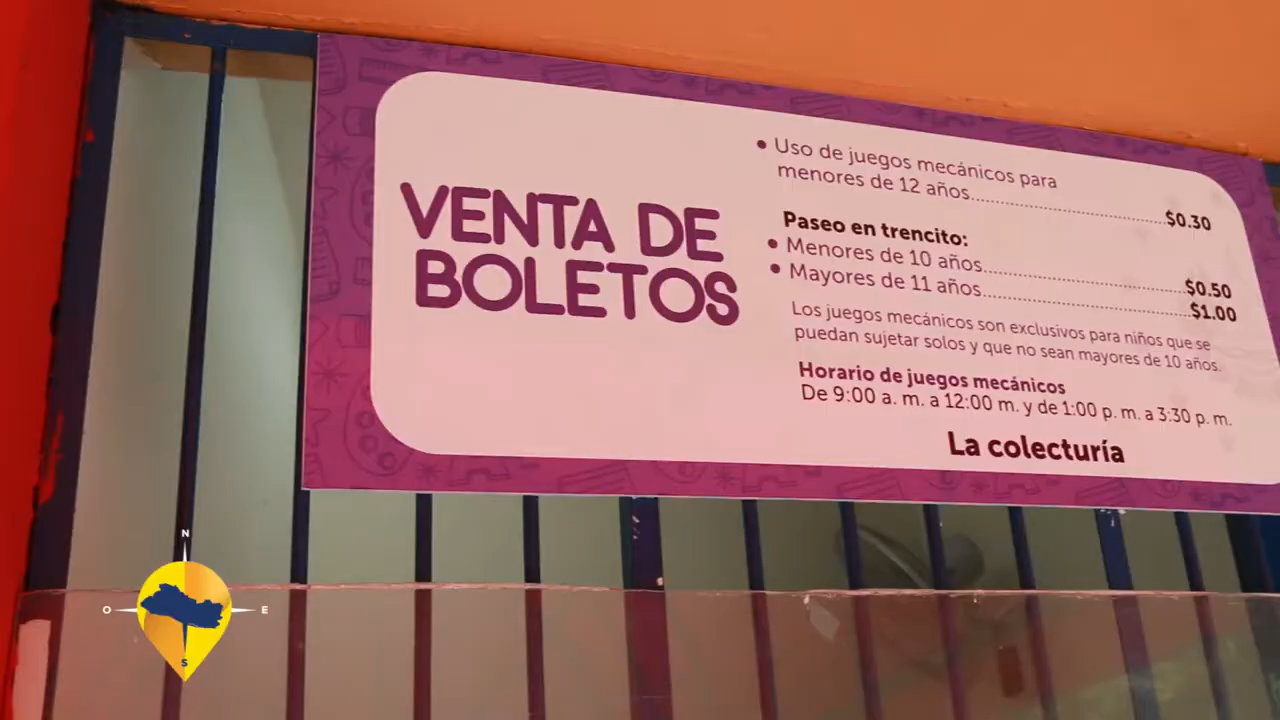 VENTA DE
BOLETOS
• Uso de juegos mecánicos para
menores de 12 años..............................$0.30
Paseo en trencito:
• Menores de 10 años..............................$0.50
• Mayores de 11 años..............................$1.00
Los juegos mecánicos son exclusivos para niños que se
puedan sujetar solos y que no sean mayores de 10 años.
Horario de juegos mecánicos
De 9:00 a. m. a 12:00 m. y de 1:00 p. m. a 3:30 p. m.
La colecturía
N
O
E
S